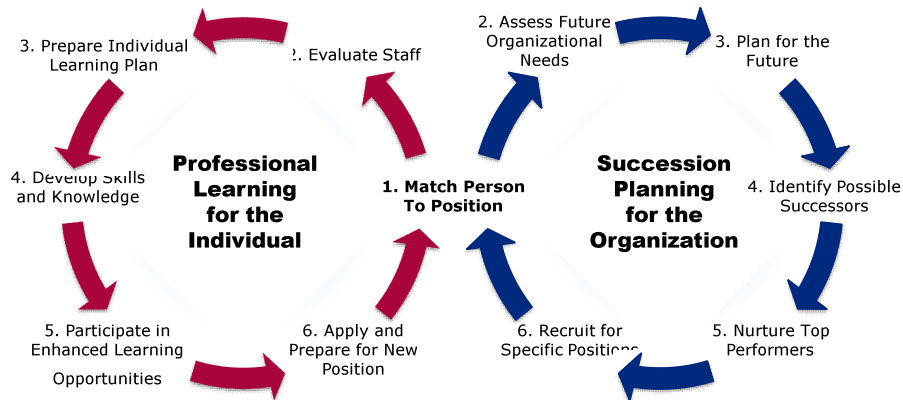 3. Prepare Individual
Learning Plan
2. Evaluate Staff
4. Develop Skills
and Knowledge
Professional
Learning
for the
Individual
5. Participate in
Enhanced Learning
Opportunities
6. Apply and
Prepare for New
Position
1. Match Person
To Position
2. Assess Future
Organizational
Needs
3. Plan for the
Future
Succession
Planning
for the
Organization
4. Identify Possible
Successors
5. Nurture Top
Performers
6. Recruit for
Specific Positions